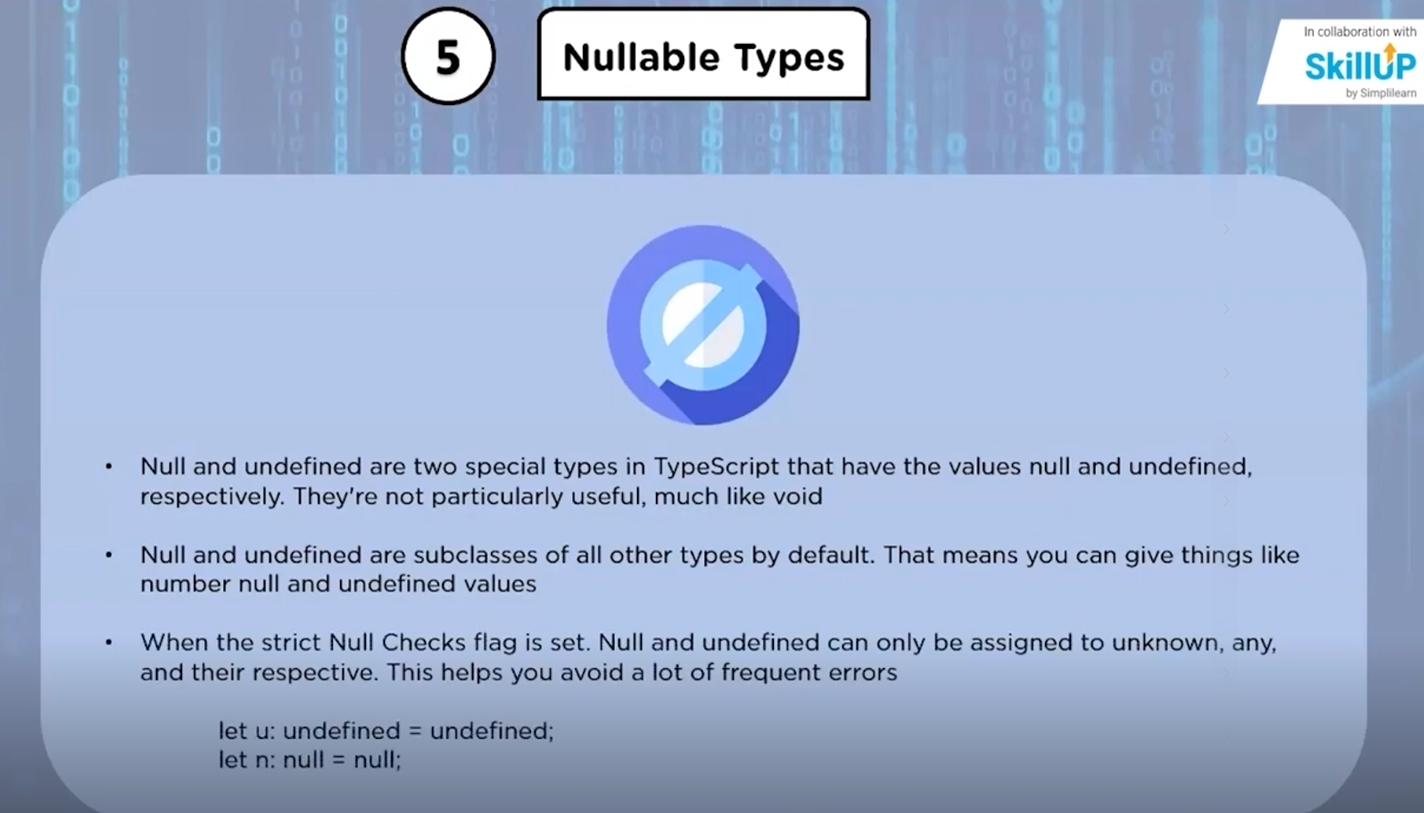 5
Nullable Types
In collaboration with
SkillUP
by Simplilearn
• Null and undefined are two special types in TypeScript that have the values null and undefined,
respectively. They're not particularly useful, much like void
• Null and undefined are subclasses of all other types by default. That means you can give things like
number null and undefined values
• When the strict Null Checks flag is set. Null and undefined can only be assigned to unknown, any,
and their respective. This helps you avoid a lot of frequent errors
let u: undefined = undefined;
let n: null = null;